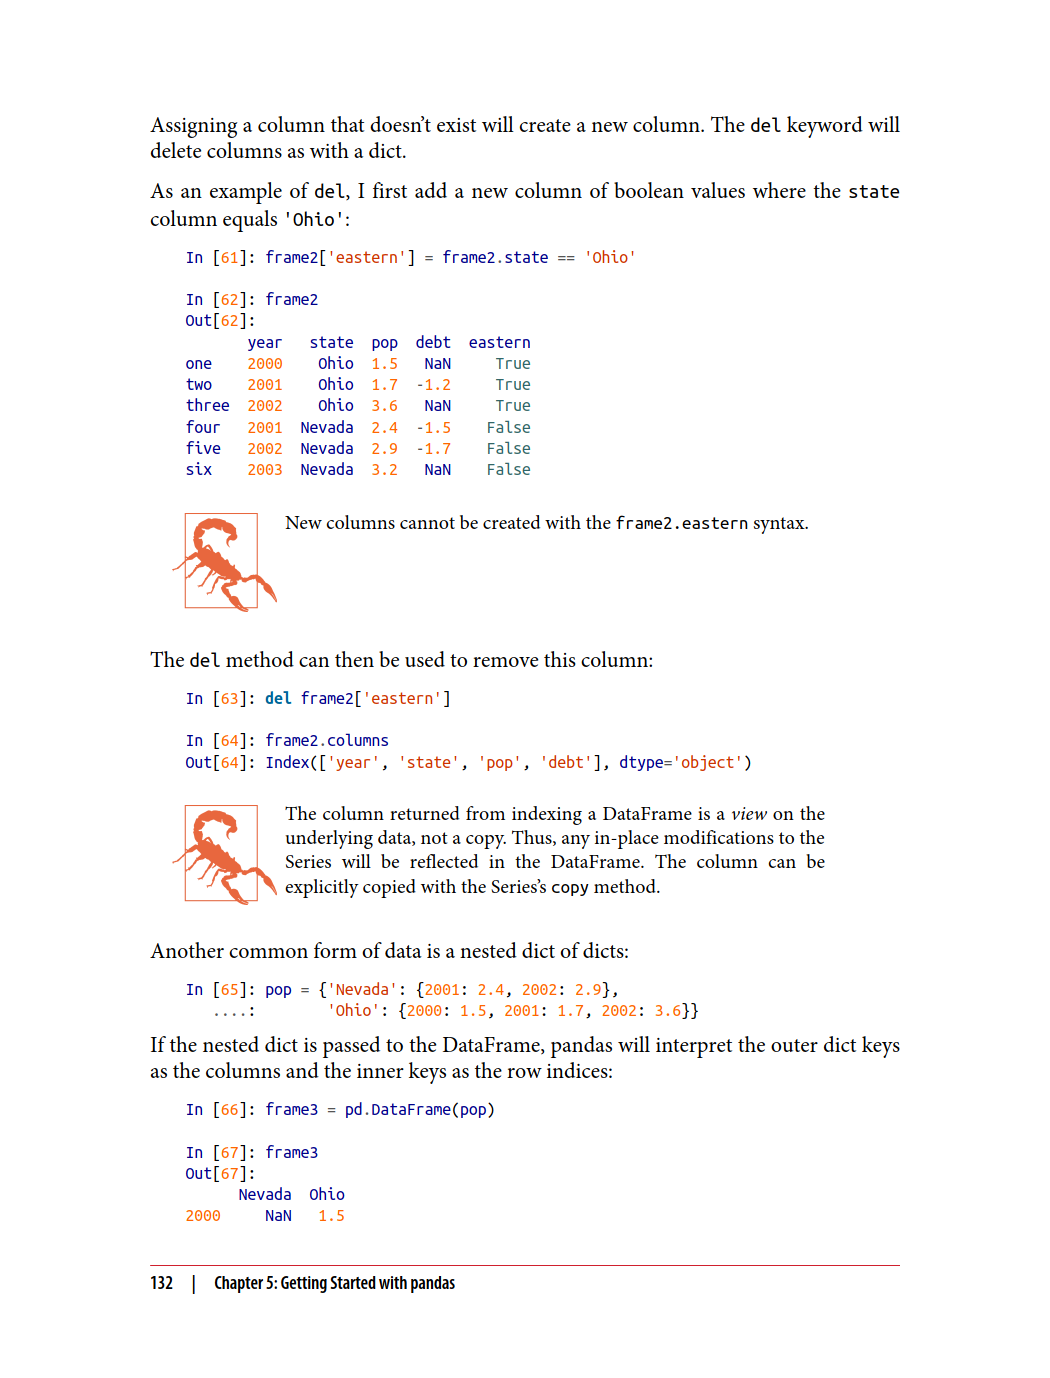 Assigning a column that doesn’t exist will create a new column. The del keyword will
delete columns as with a dict.
As an example of del, I first add a new column of boolean values where the state
column equals 'Ohio':
In [61]: frame2['eastern'] = frame2.state == 'Ohio'
In [62]: frame2
Out[62]:
       year   state  pop  debt  eastern
one    2000    Ohio  1.5   NaN     True
two    2001    Ohio  1.7  -1.2     True
three  2002    Ohio  3.6   NaN     True
four   2001  Nevada  2.4  -1.5    False
five   2002  Nevada  2.9  -1.7    False
six    2003  Nevada  3.2   NaN    False
New columns cannot be created with the frame2.eastern syntax.
The del method can then be used to remove this column:
In [63]: del frame2['eastern']
In [64]: frame2.columns
Out[64]: Index(['year', 'state', 'pop', 'debt'], dtype='object')
The column returned from indexing a DataFrame is a view on the
underlying data, not a copy. Thus, any in-place modifications to the
Series will be reflected in the DataFrame. The column can be
explicitly copied with the Series’s copy method.
Another common form of data is a nested dict of dicts:
In [65]: pop = {'Nevada': {2001: 2.4, 2002: 2.9},
   ....:        'Ohio': {2000: 1.5, 2001: 1.7, 2002: 3.6}}
If the nested dict is passed to the DataFrame, pandas will interpret the outer dict keys
as the columns and the inner keys as the row indices:
In [66]: frame3 = pd.DataFrame(pop)
In [67]: frame3
Out[67]:
      Nevada  Ohio
2000     NaN   1.5
132 | Chapter 5: Getting Started with pandas